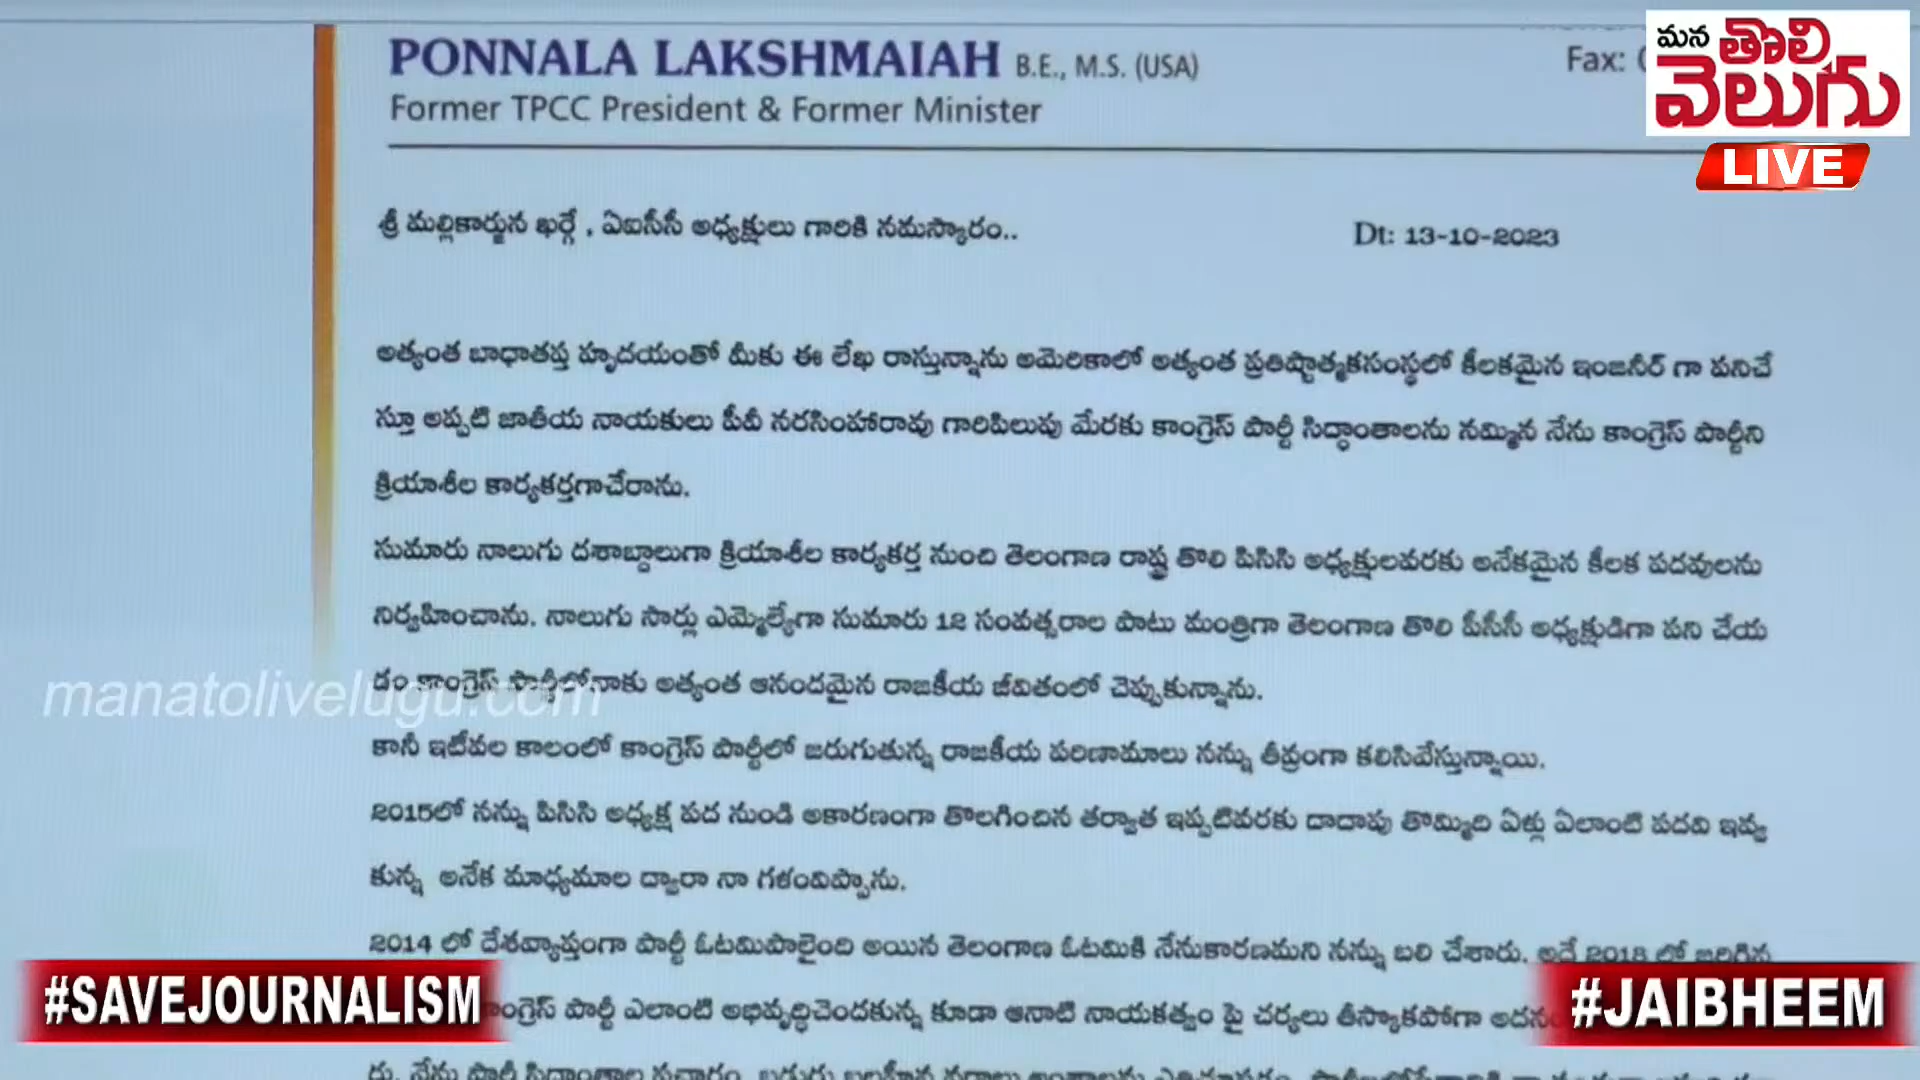 PONNALA LAKSHMAIAH B.E., M.S. (USA)
Former TPCC President & Former Minister
Fax:
మన
తొలి
వెలుగు
LIVE
శ్రీ మల్లికార్జున ఖర్గే , ఏఐసీసీ అధ్యక్షులు గారికి నమస్కారం..
Dt: 13-10-2023
అత్యంత బాధాతప్త హృదయంతో మీకు ఈ లేఖ రాస్తున్నాను అమెరికాలో అత్యంత ప్రతిష్టాత్మకసంస్థలో కీలకమైన ఇంజనీర్ గా పనిచే
స్తూ అప్పటి జాతీయ నాయకులు పీవీ నరసింహారావు గారిపిలుపు మేరకు కాంగ్రెస్ పార్టీ సిద్ధాంతాలను నమ్మిన నేను కాంగ్రెస్ పార్టీని
క్రియాశీల కార్యకర్తగాచేరాను.
సుమారు నాలుగు దశాబ్దాలుగా క్రియాశీల కార్యకర్త నుంచి తెలంగాణ రాష్ట్ర తొలి పిసిసి అధ్యక్షులవరకు అనేకమైన కీలక పదవులను
నిర్వహించాను. నాలుగు సార్లు ఎమ్మెల్యేగా సుమారు 12 సంవత్సరాల పాటు మంత్రిగా తెలంగాణ తొలి పీసీసీ అధ్యక్షుడిగా పని చేయ
డం కాంగ్రెస్ పార్టీలోనాకు అత్యంత ఆనందమైన రాజకీయ జీవితంలో చెప్పుకున్నాను.
manatolivelugu.com
కానీ ఇటీవల కాలంలో కాంగ్రెస్ పార్టీలో జరుగుతున్న రాజకీయ పరిణామాలు నన్ను తీవ్రంగా కలిసివేస్తున్నాయి.
2015లో నన్ను పిసిసి అధ్యక్ష పద నుండి అకారణంగా తొలగించిన తర్వాత ఇప్పటివరకు దాదాపు తొమ్మిది ఏళ్లు ఏలాంటి పదవి ఇవ్వ
కున్న అనేక మాధ్యమాల ద్వారా నా గళంవిప్పాను.
2014 లో దేశవ్యాప్తంగా పార్టీ ఓటమిపాలైంది అయిన తెలంగాణ ఓటమికి నేనుకారణమని నన్ను బలి చేశారు. అదే 2018 లో జరిగిన
కాంగ్రెస్ పార్టీ ఎలాంటి అభివృద్ధిచెందకున్న కూడా ఆనాటి నాయకత్వం పై చర్యలు తీస్కొకపోగా
#SAVEJOURNALISM
#JAIBHEEM